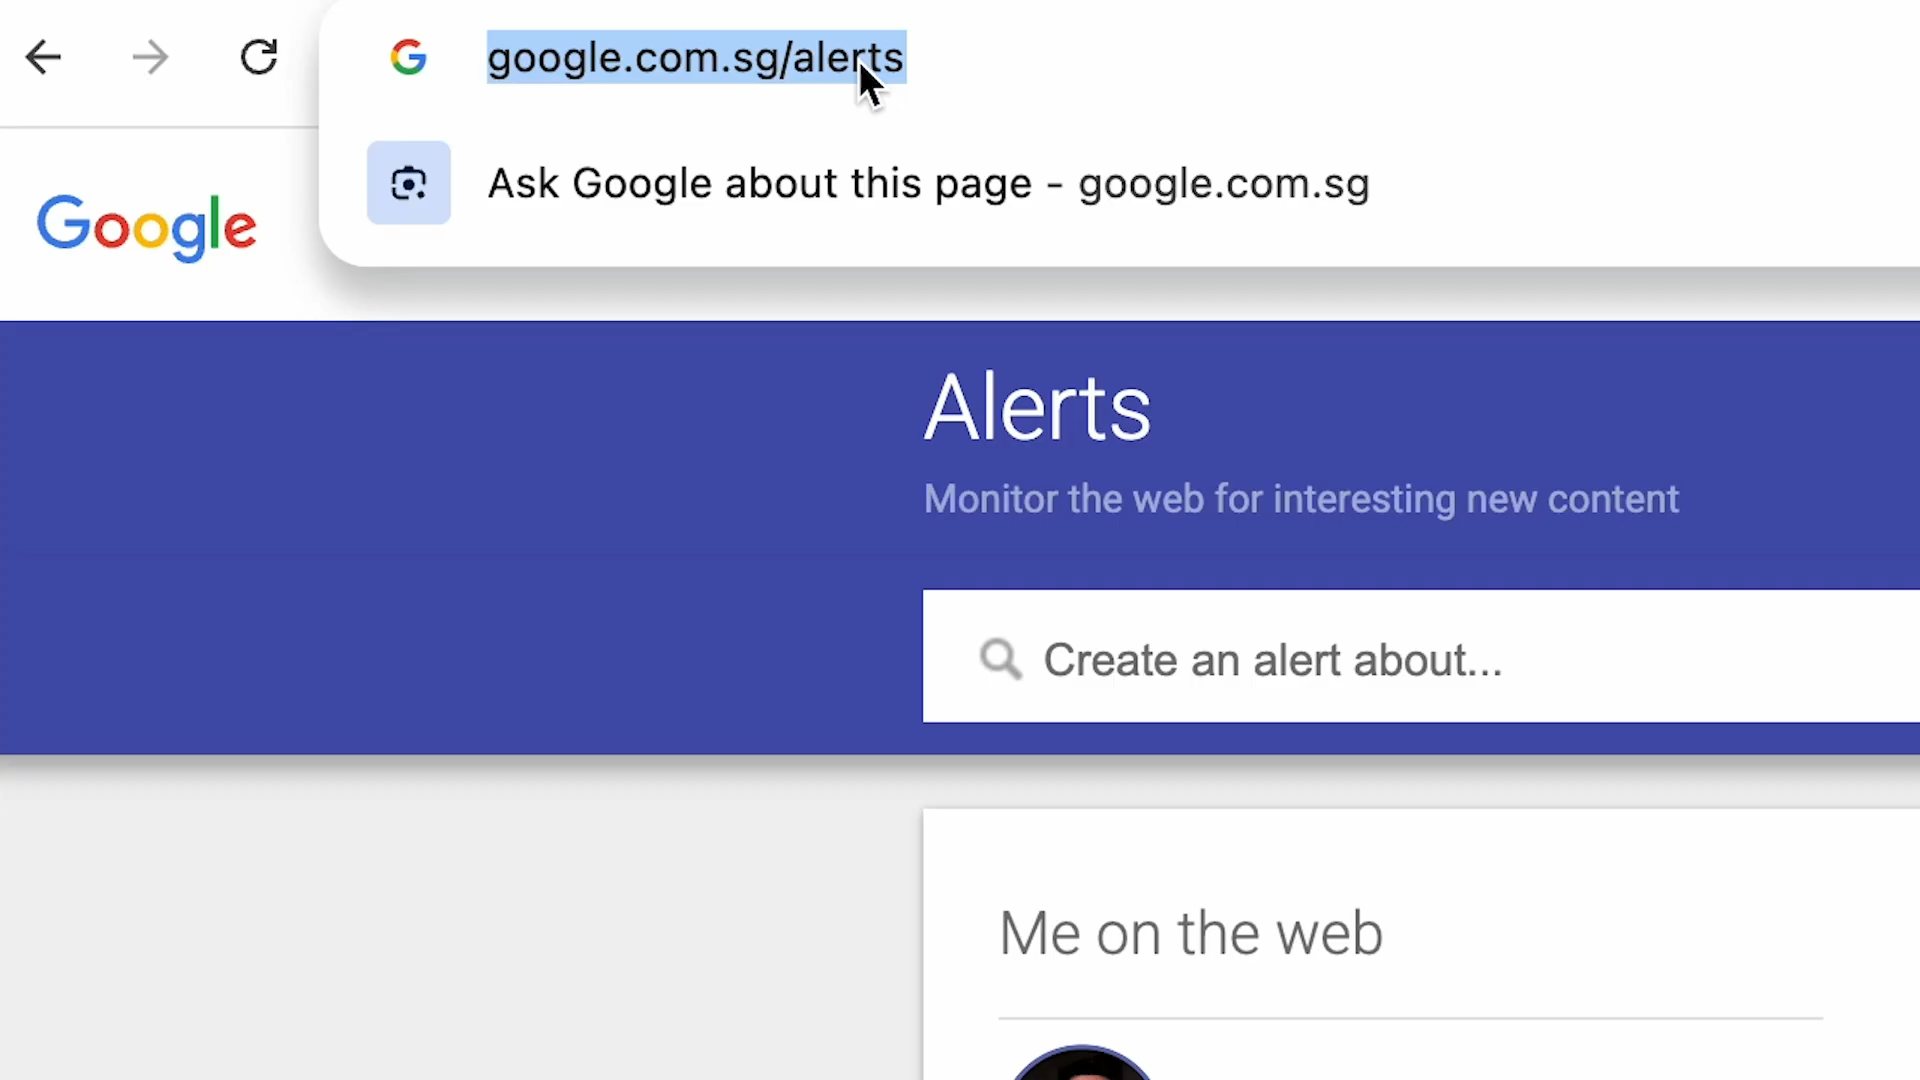 google.com.sg/alerts
Ask Google about this page - google.com.sg
Google
Alerts
Monitor the web for interesting new content
Create an alert about...
Me on the web